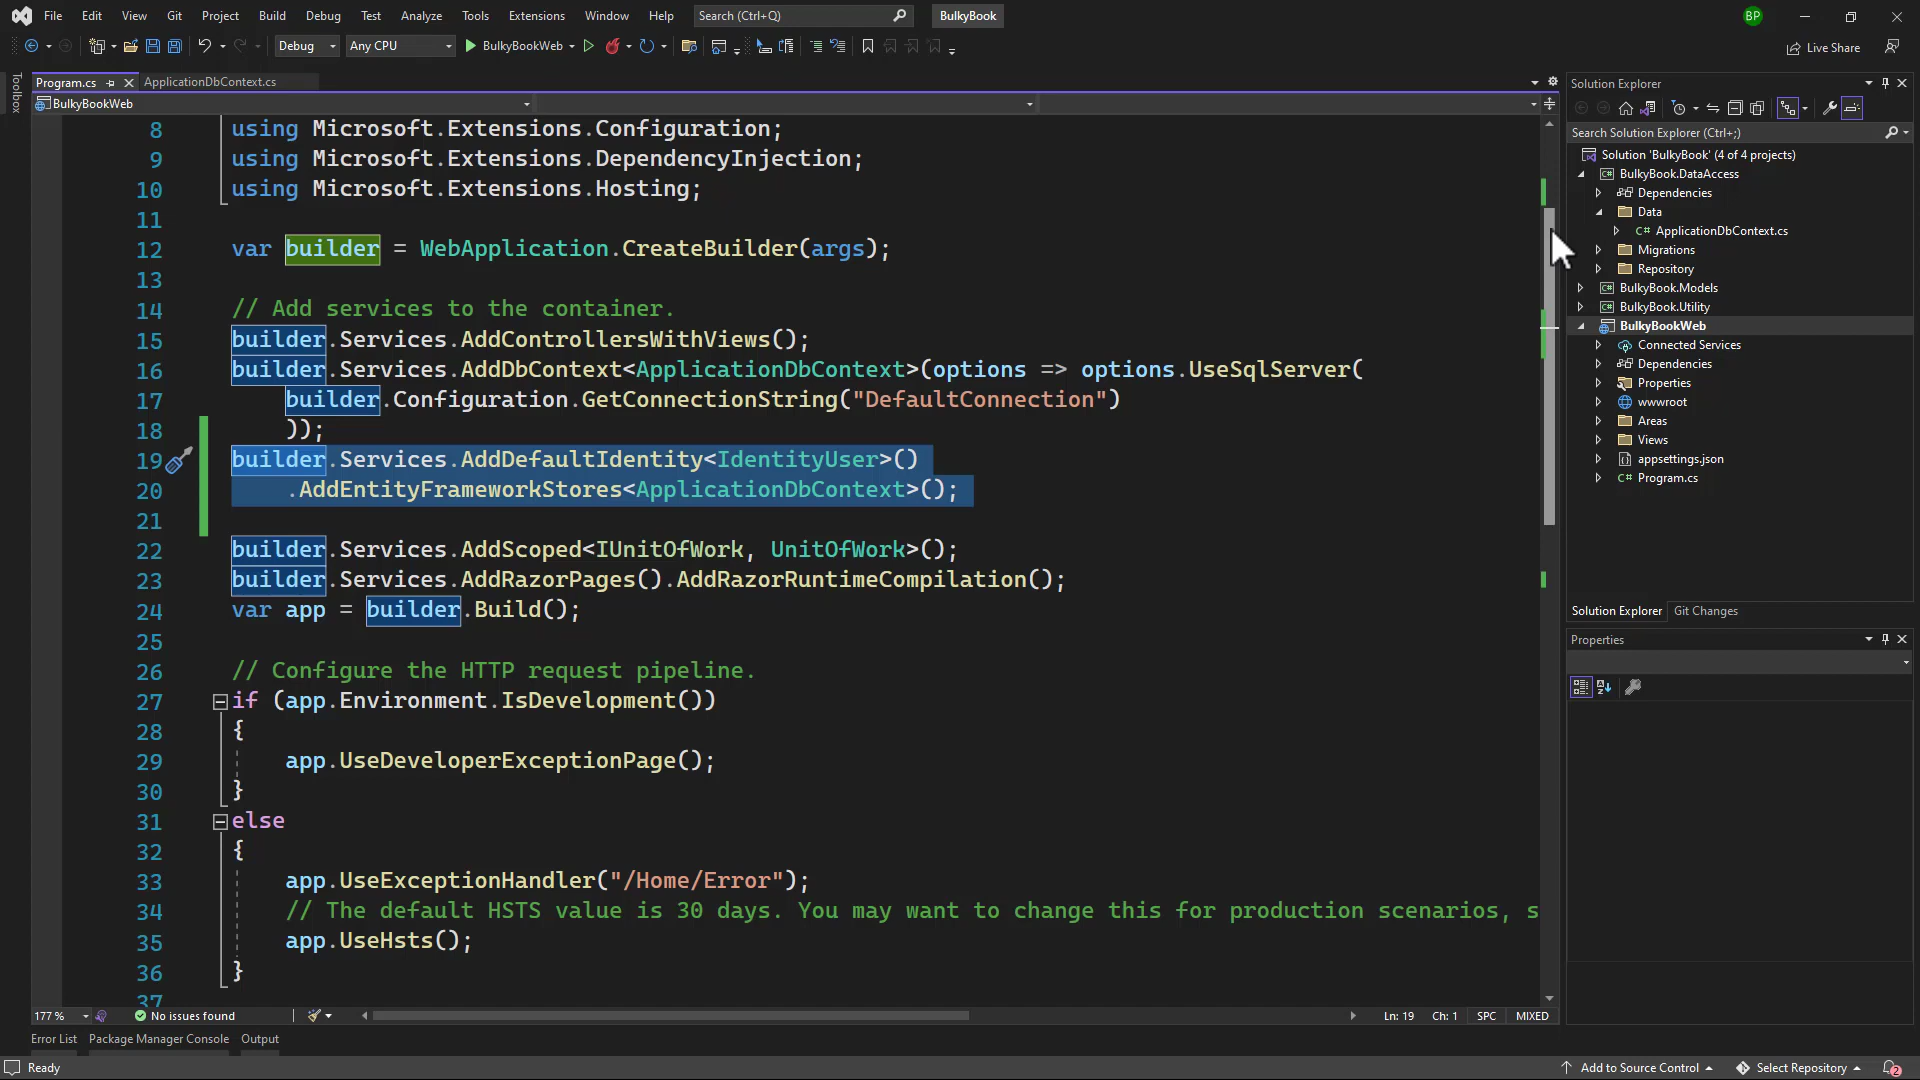 File Edit View Git Project Build Debug Test Analyze Tools Extensions Window Help Search (Ctrl+Q) BulkyBook BP
Debug Any CPU BulkyBookWeb Live Share
Toolbox
Program.cs ApplicationDbContext.cs
BulkyBookWeb
8 using Microsoft.Extensions.Configuration;
9 using Microsoft.Extensions.DependencyInjection;
10 using Microsoft.Extensions.Hosting;
11
12 var builder = WebApplication.CreateBuilder(args);
13
14 // Add services to the container.
15 builder.Services.AddControllersWithViews();
16 builder.Services.AddDbContext<ApplicationDbContext>(options => options.UseSqlServer(
17 builder.Configuration.GetConnectionString("DefaultConnection")
18 ));
19 builder.Services.AddDefaultIdentity<IdentityUser>()
20 .AddEntityFrameworkStores<ApplicationDbContext>();
21
22 builder.Services.AddScoped<IUnitOfWork, UnitOfWork>();
23 builder.Services.AddRazorPages().AddRazorRuntimeCompilation();
24 var app = builder.Build();
25
26 // Configure the HTTP request pipeline.
27 if (app.Environment.IsDevelopment())
28 {
29 app.UseDeveloperExceptionPage();
30 }
31 else
32 {
33 app.UseExceptionHandler("/Home/Error");
34 // The default HSTS value is 30 days. You may want to change this for production scenarios, s
35 app.UseHsts();
36 }
37
177 % No issues found Ln: 19 Ch: 1 SPC MIXED
Error List Package Manager Console Output
Ready Add to Source Control Select Repository 2
Solution Explorer
Search Solution Explorer (Ctrl+;)
Solution 'BulkyBook' (4 of 4 projects)
BulkyBook.DataAccess
Dependencies
Data
C# ApplicationDbContext.cs
Migrations
Repository
BulkyBook.Models
BulkyBook.Utility
BulkyBookWeb
Connected Services
Dependencies
Properties
wwwroot
Areas
Views
appsettings.json
C# Program.cs
Solution Explorer Git Changes
Properties